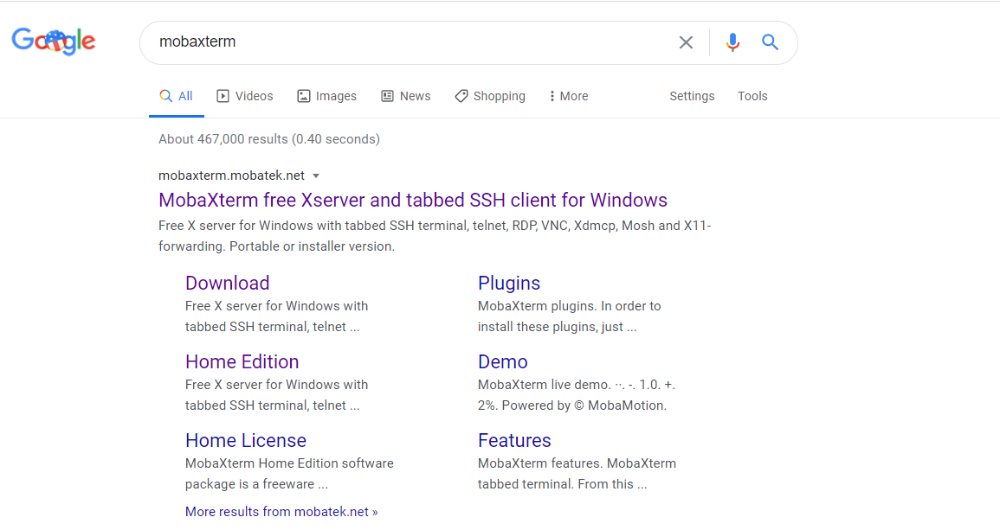 Google
mobaxterm
All Videos Images News Shopping More Settings Tools
About 467,000 results (0.40 seconds)
mobaxterm.mobatek.net
MobaXterm free Xserver and tabbed SSH client for Windows
Free X server for Windows with tabbed SSH terminal, telnet, RDP, VNC, Xdmcp, Mosh and X11-
forwarding. Portable or installer version.
Download
Free X server for Windows with
tabbed SSH terminal, telnet ...
Plugins
MobaXterm plugins. In order to
install these plugins, just ...
Home Edition
Free X server for Windows with
tabbed SSH terminal, telnet ...
Demo
MobaXterm live demo. ··. -. 1.0. +.
2%. Powered by © MobaMotion.
Home License
MobaXterm Home Edition software
package is a freeware ...
Features
MobaXterm features. MobaXterm
tabbed terminal. From this ...
More results from mobatek.net »